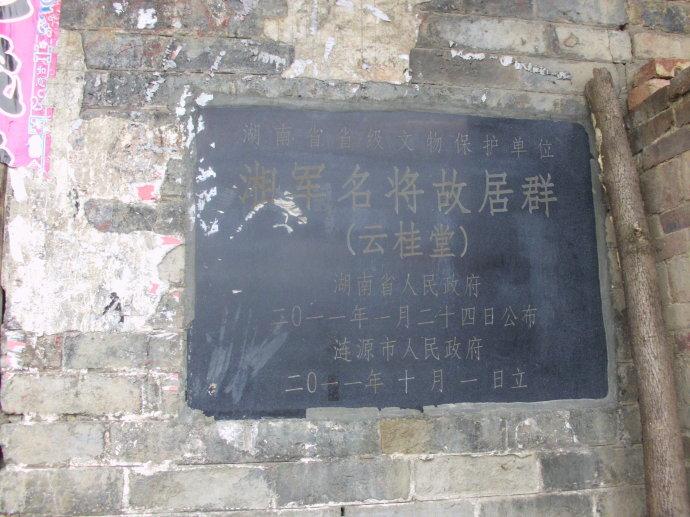 湖南省省级文物保护单位
湘军名将故居群
(云桂堂)
湖南省人民政府
二〇一一年一月二十四日公布
涟源市人民政府
二〇一一年十月一日立